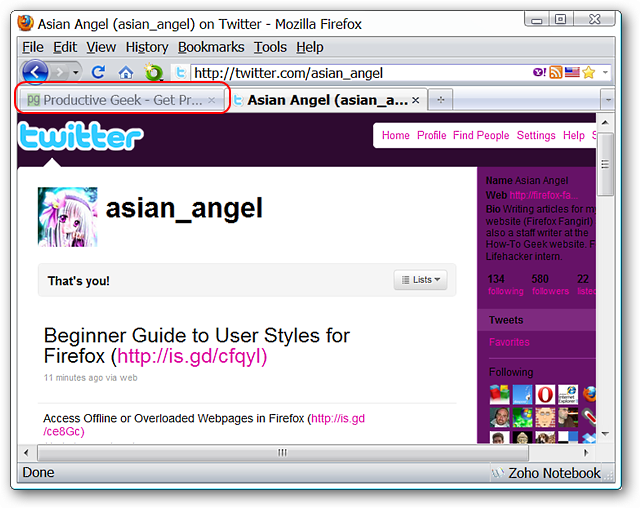 Asian Angel (asian_angel) on Twitter - Mozilla Firefox
File Edit View History Bookmarks Tools Help
http://twitter.com/asian_angel
pg Productive Geek - Get Pr...
Asian Angel (asian_a...
twitter
Home Profile Find People Settings Help S
asian_angel
Name Asian Angel
Web http://firefox-fa...
Bio Writing articles for my
website (Firefox Fangirl)
also a staff writer at the
How-To Geek website. F
Lifehacker intern.
That's you!
Lists
134 580 22
following followers listed
Beginner Guide to User Styles for
Firefox (http://is.gd/cfqyI)
11 minutes ago via web
Tweets
Favorites
Following
Access Offline or Overloaded Webpages in Firefox (http://is.gd
/ce8Gc)
Done
Zoho Notebook